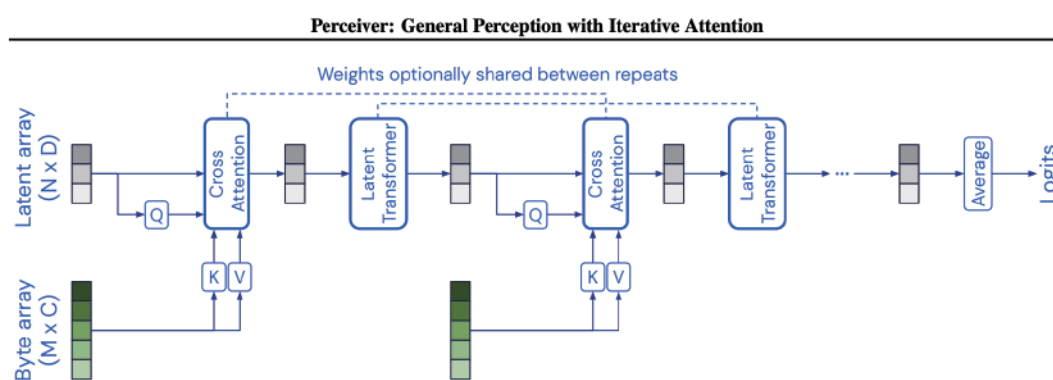 Perceiver: General Perception with Iterative Attention
Weights optionally shared between repeats
Latent array
(N x D)
Cross
Attention
Latent
Transformer
Cross
Attention
Latent
Transformer
...
Average
Logits
Q
Q
K
V
K
V
Byte array
(M x C)